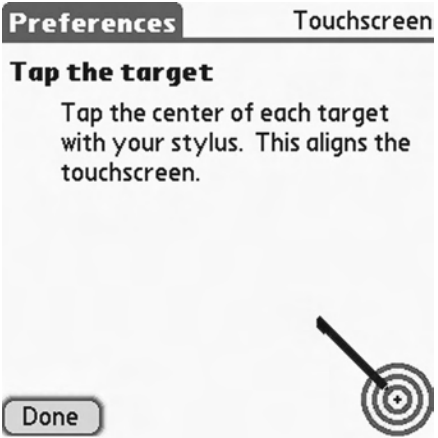 Preferences Touchscreen
Tap the target
Tap the center of each target
with your stylus. This aligns the
touchscreen.
Done